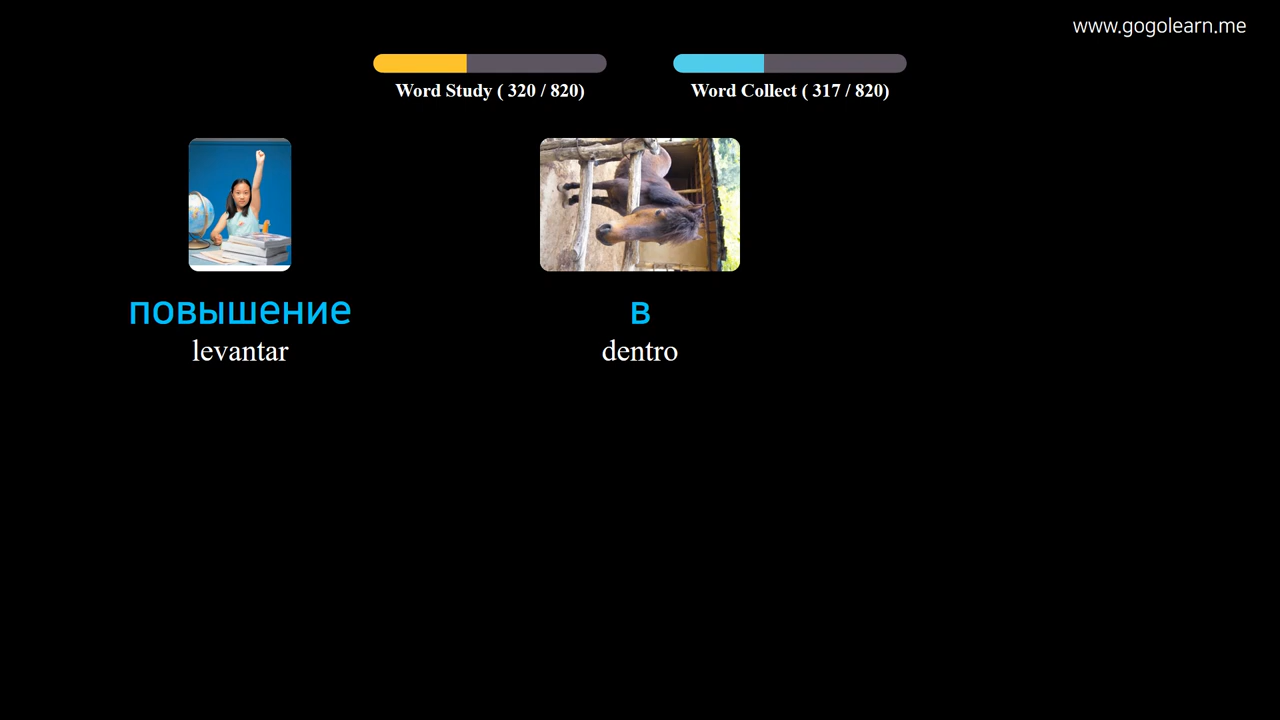 www.gogolearn.me
Word Study ( 320 / 820)
Word Collect ( 317 / 820)
повышение
levantar
в
dentro